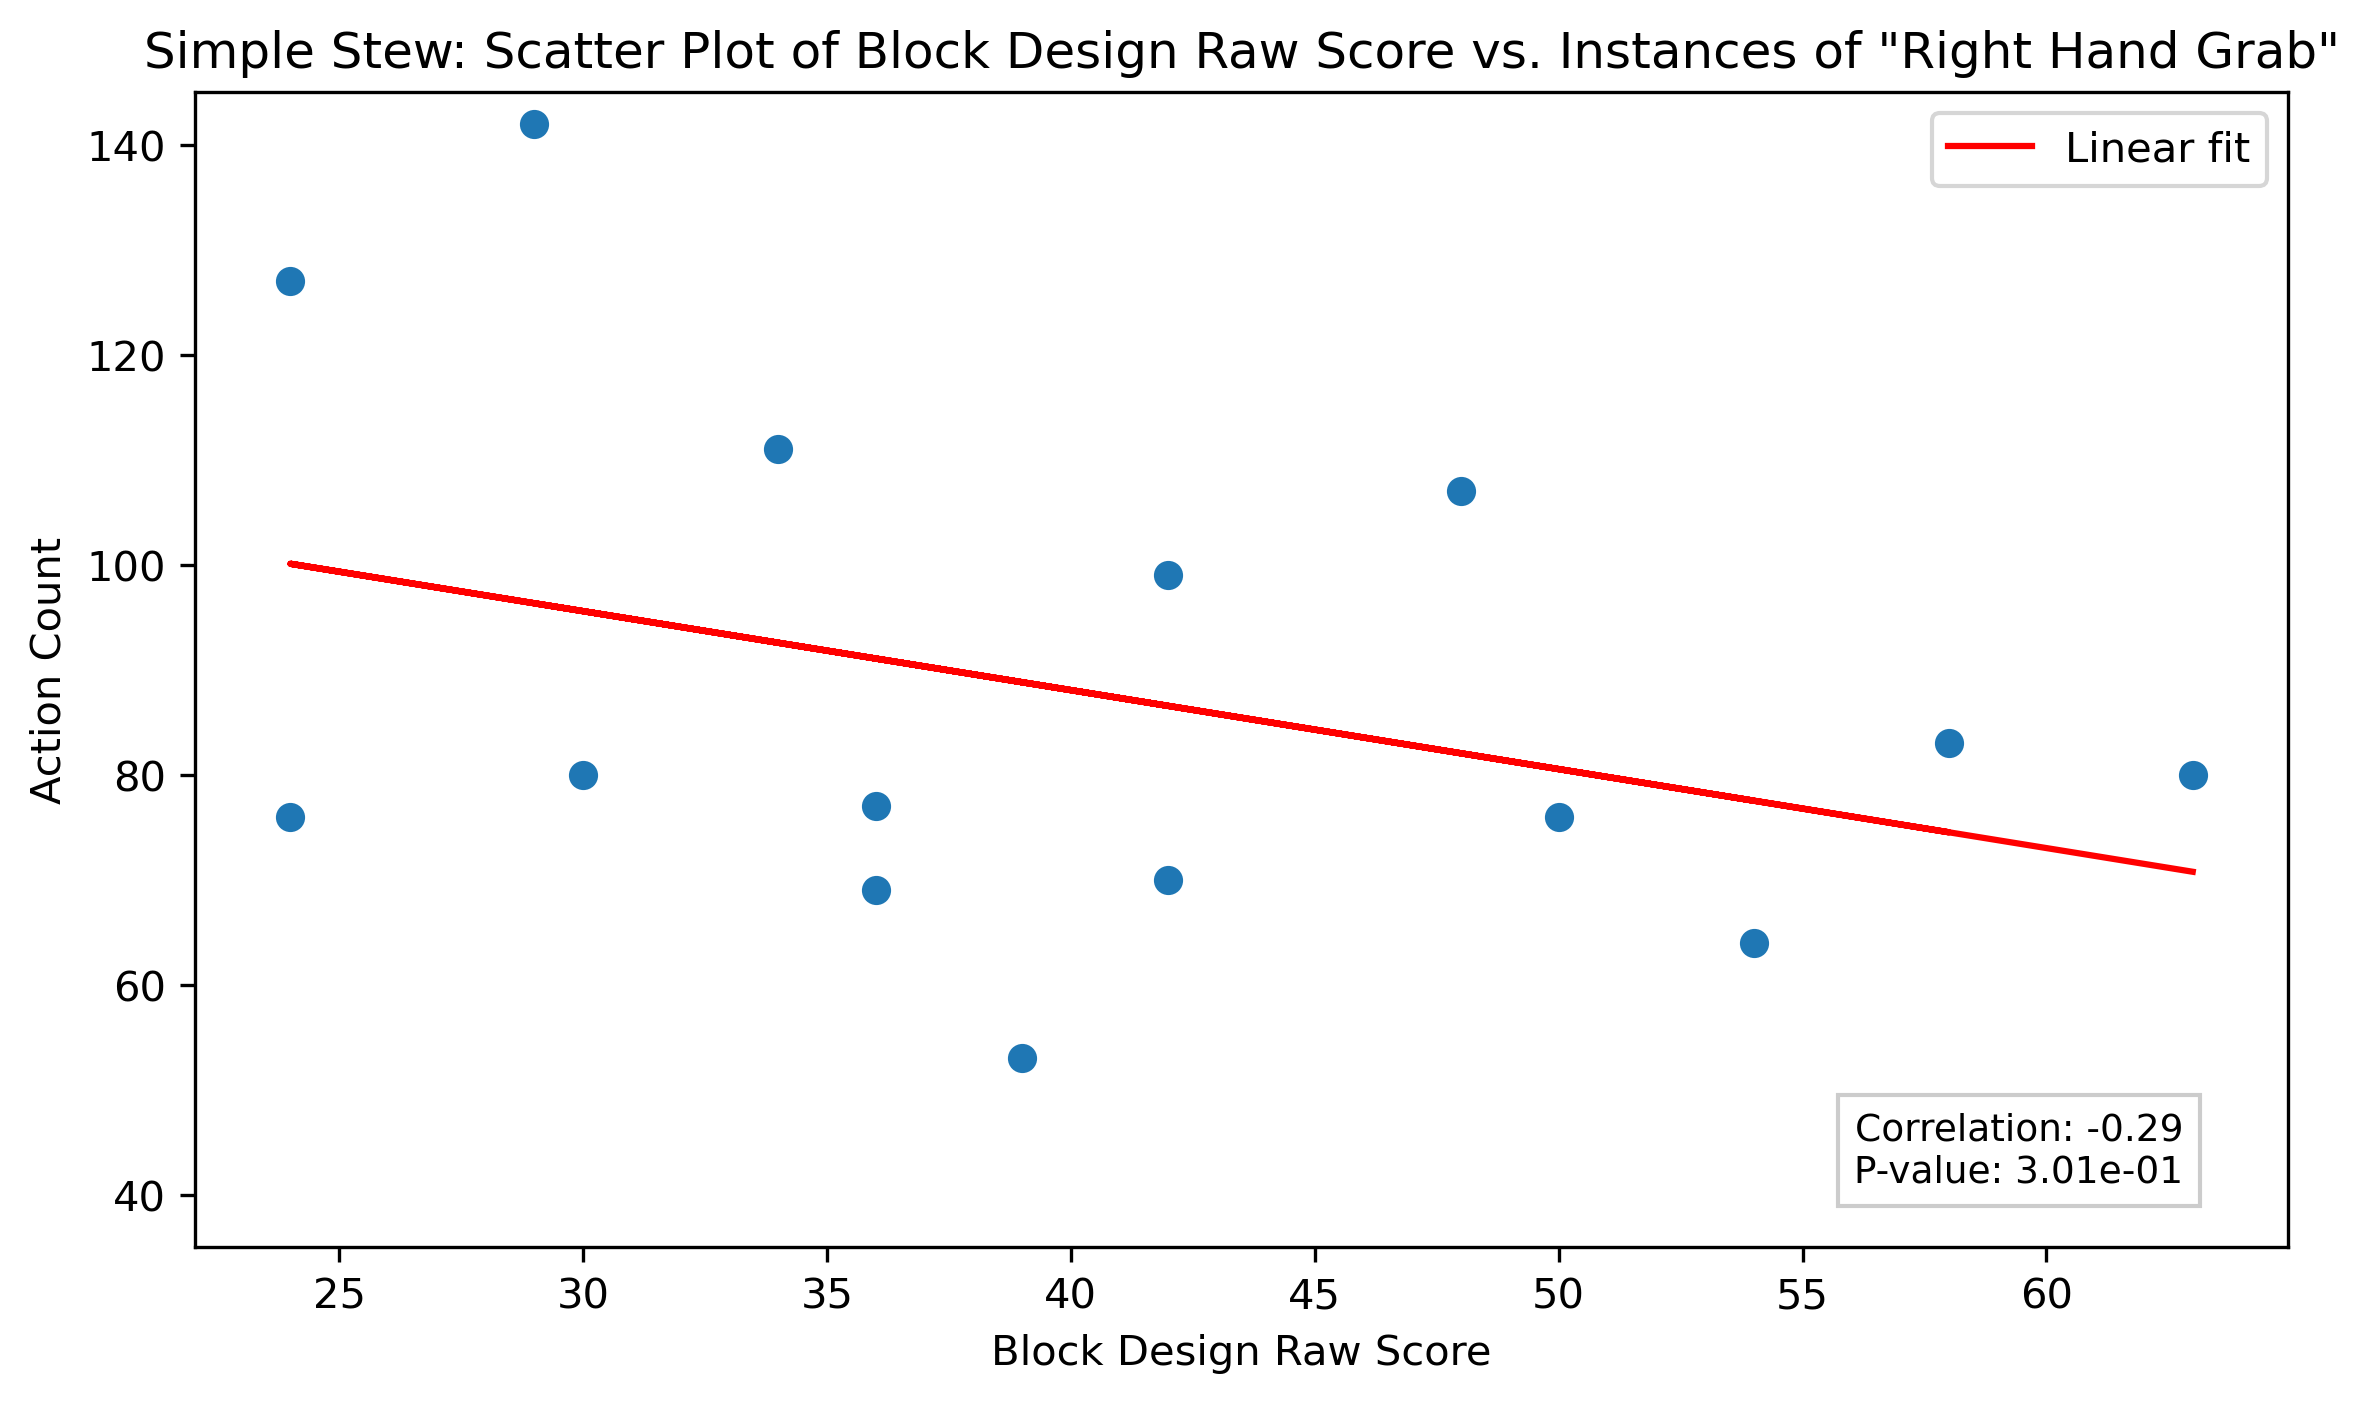 Simple Stew: Scatter Plot of Block Design Raw Score vs. Instances of "Right Hand Grab"
Linear fit
140
120
100
80
60
40
Action Count
Correlation: -0.29
P-value: 3.01e-01
25 30 35 40 45 50 55 60
Block Design Raw Score